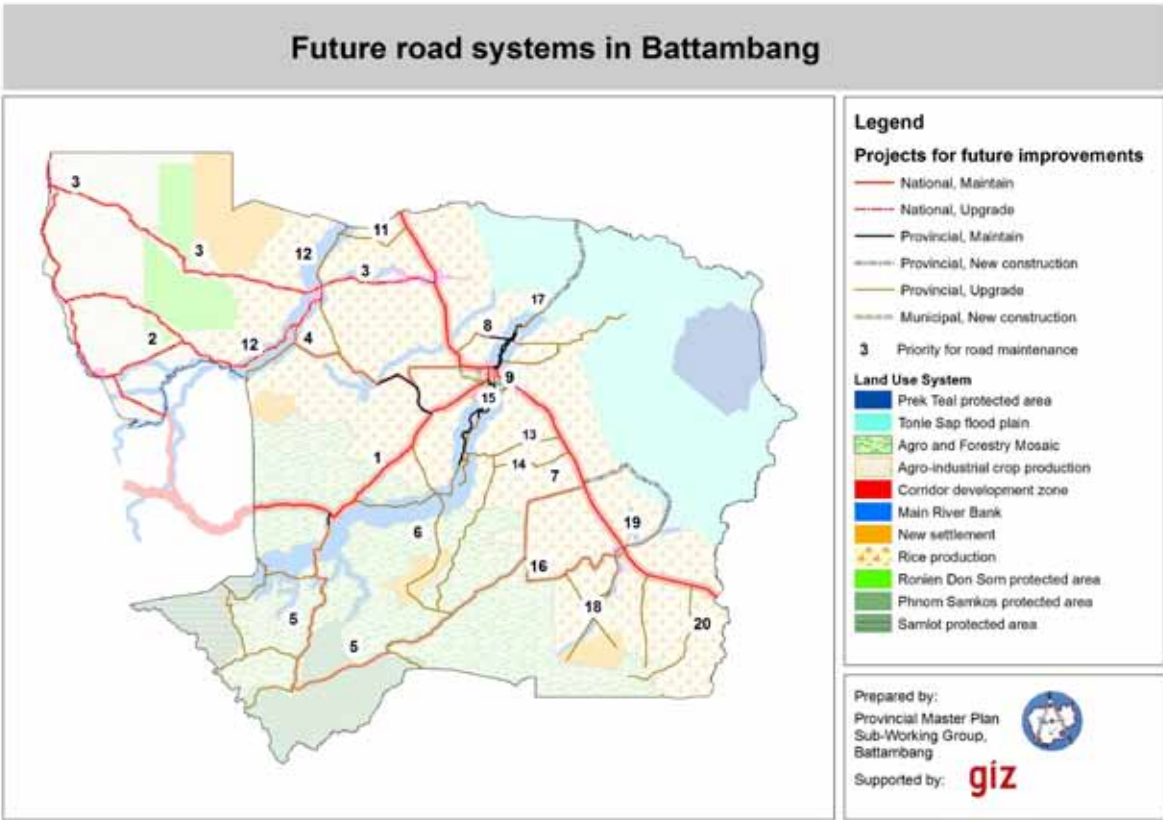 Future road systems in Battambang
3
3
12
11
3
2
12
4
17
8
9
15
1
13
14
7
6
19
16
18
5
5
20
Legend
Projects for future improvements
National, Maintain
National, Upgrade
Provincial, Maintain
Provincial, New construction
Provincial, Upgrade
Municipal, New construction
3 Priority for road maintenance
Land Use System
Prek Teal protected area
Tonle Sap flood plain
Agro and Forestry Mosaic
Agro-industrial crop production
Corridor development zone
Main River Bank
New settlement
Rice production
Ronien Don Som protected area
Phnom Samkos protected area
Samlot protected area
Prepared by:
Provincial Master Plan
Sub-Working Group,
Battambang
Supported by: giz